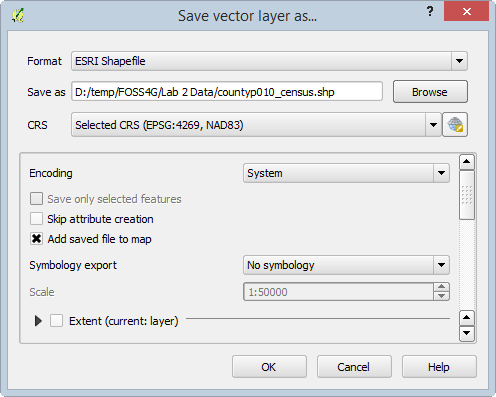 Save vector layer as...
Format ESRI Shapefile
Save as D:/temp/FOSS4G/Lab 2 Data/countyp010_census.shp Browse
CRS Selected CRS (EPSG:4269, NAD83)
Encoding System
Save only selected features
Skip attribute creation
Add saved file to map
Symbology export No symbology
Scale 1:50000
Extent (current: layer)
OK Cancel Help